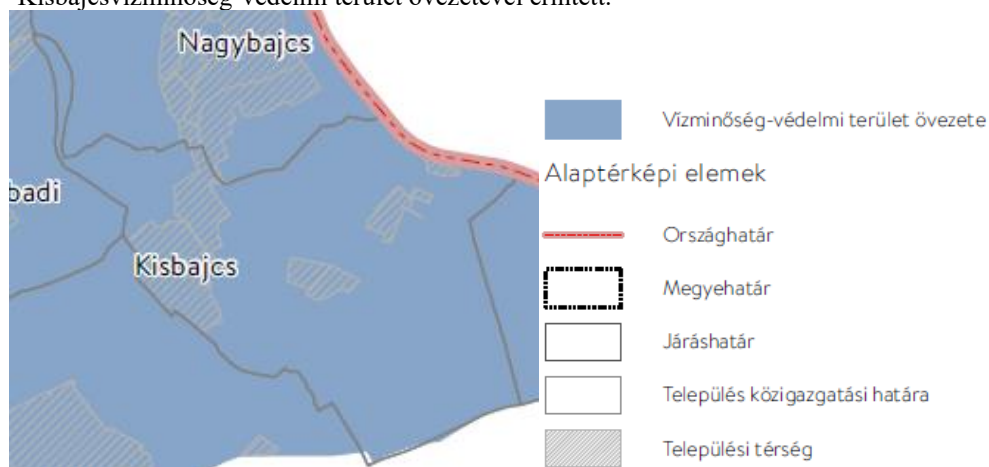 Kisbajcsvízminőség-védelmi terület övezetével érintett.
Nagybajcs
badi
Kisbajcs
Vízminőség-védelmi terület övezete
Alaptérképi elemek
Országhatár
Megyehatár
Járáshatár
Település közigazgatási határa
Települési térség